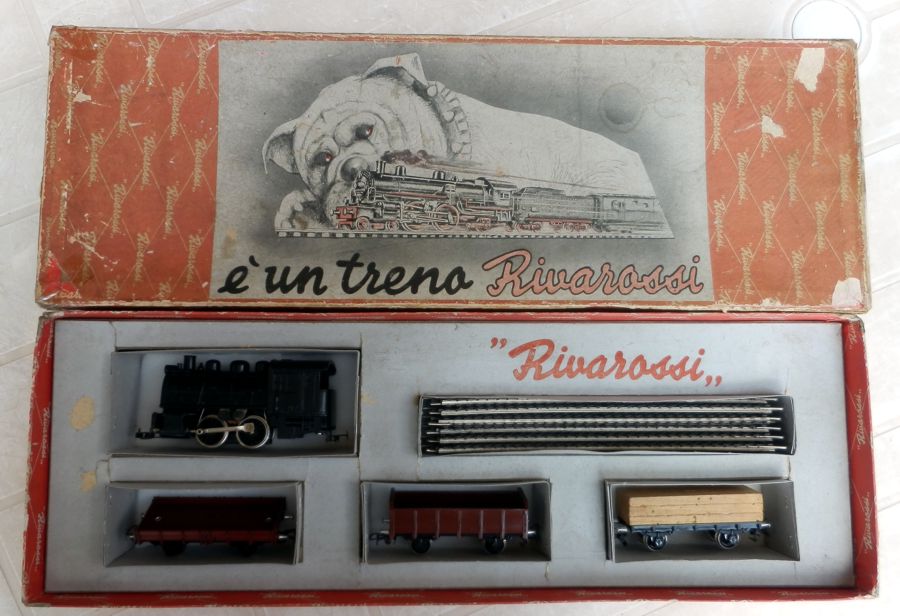 è un treno Rivarossi
"Rivarossi"